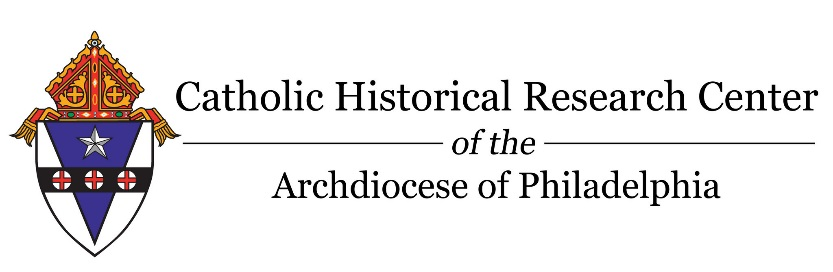 Catholic Historical Research Center
of the
Archdiocese of Philadelphia